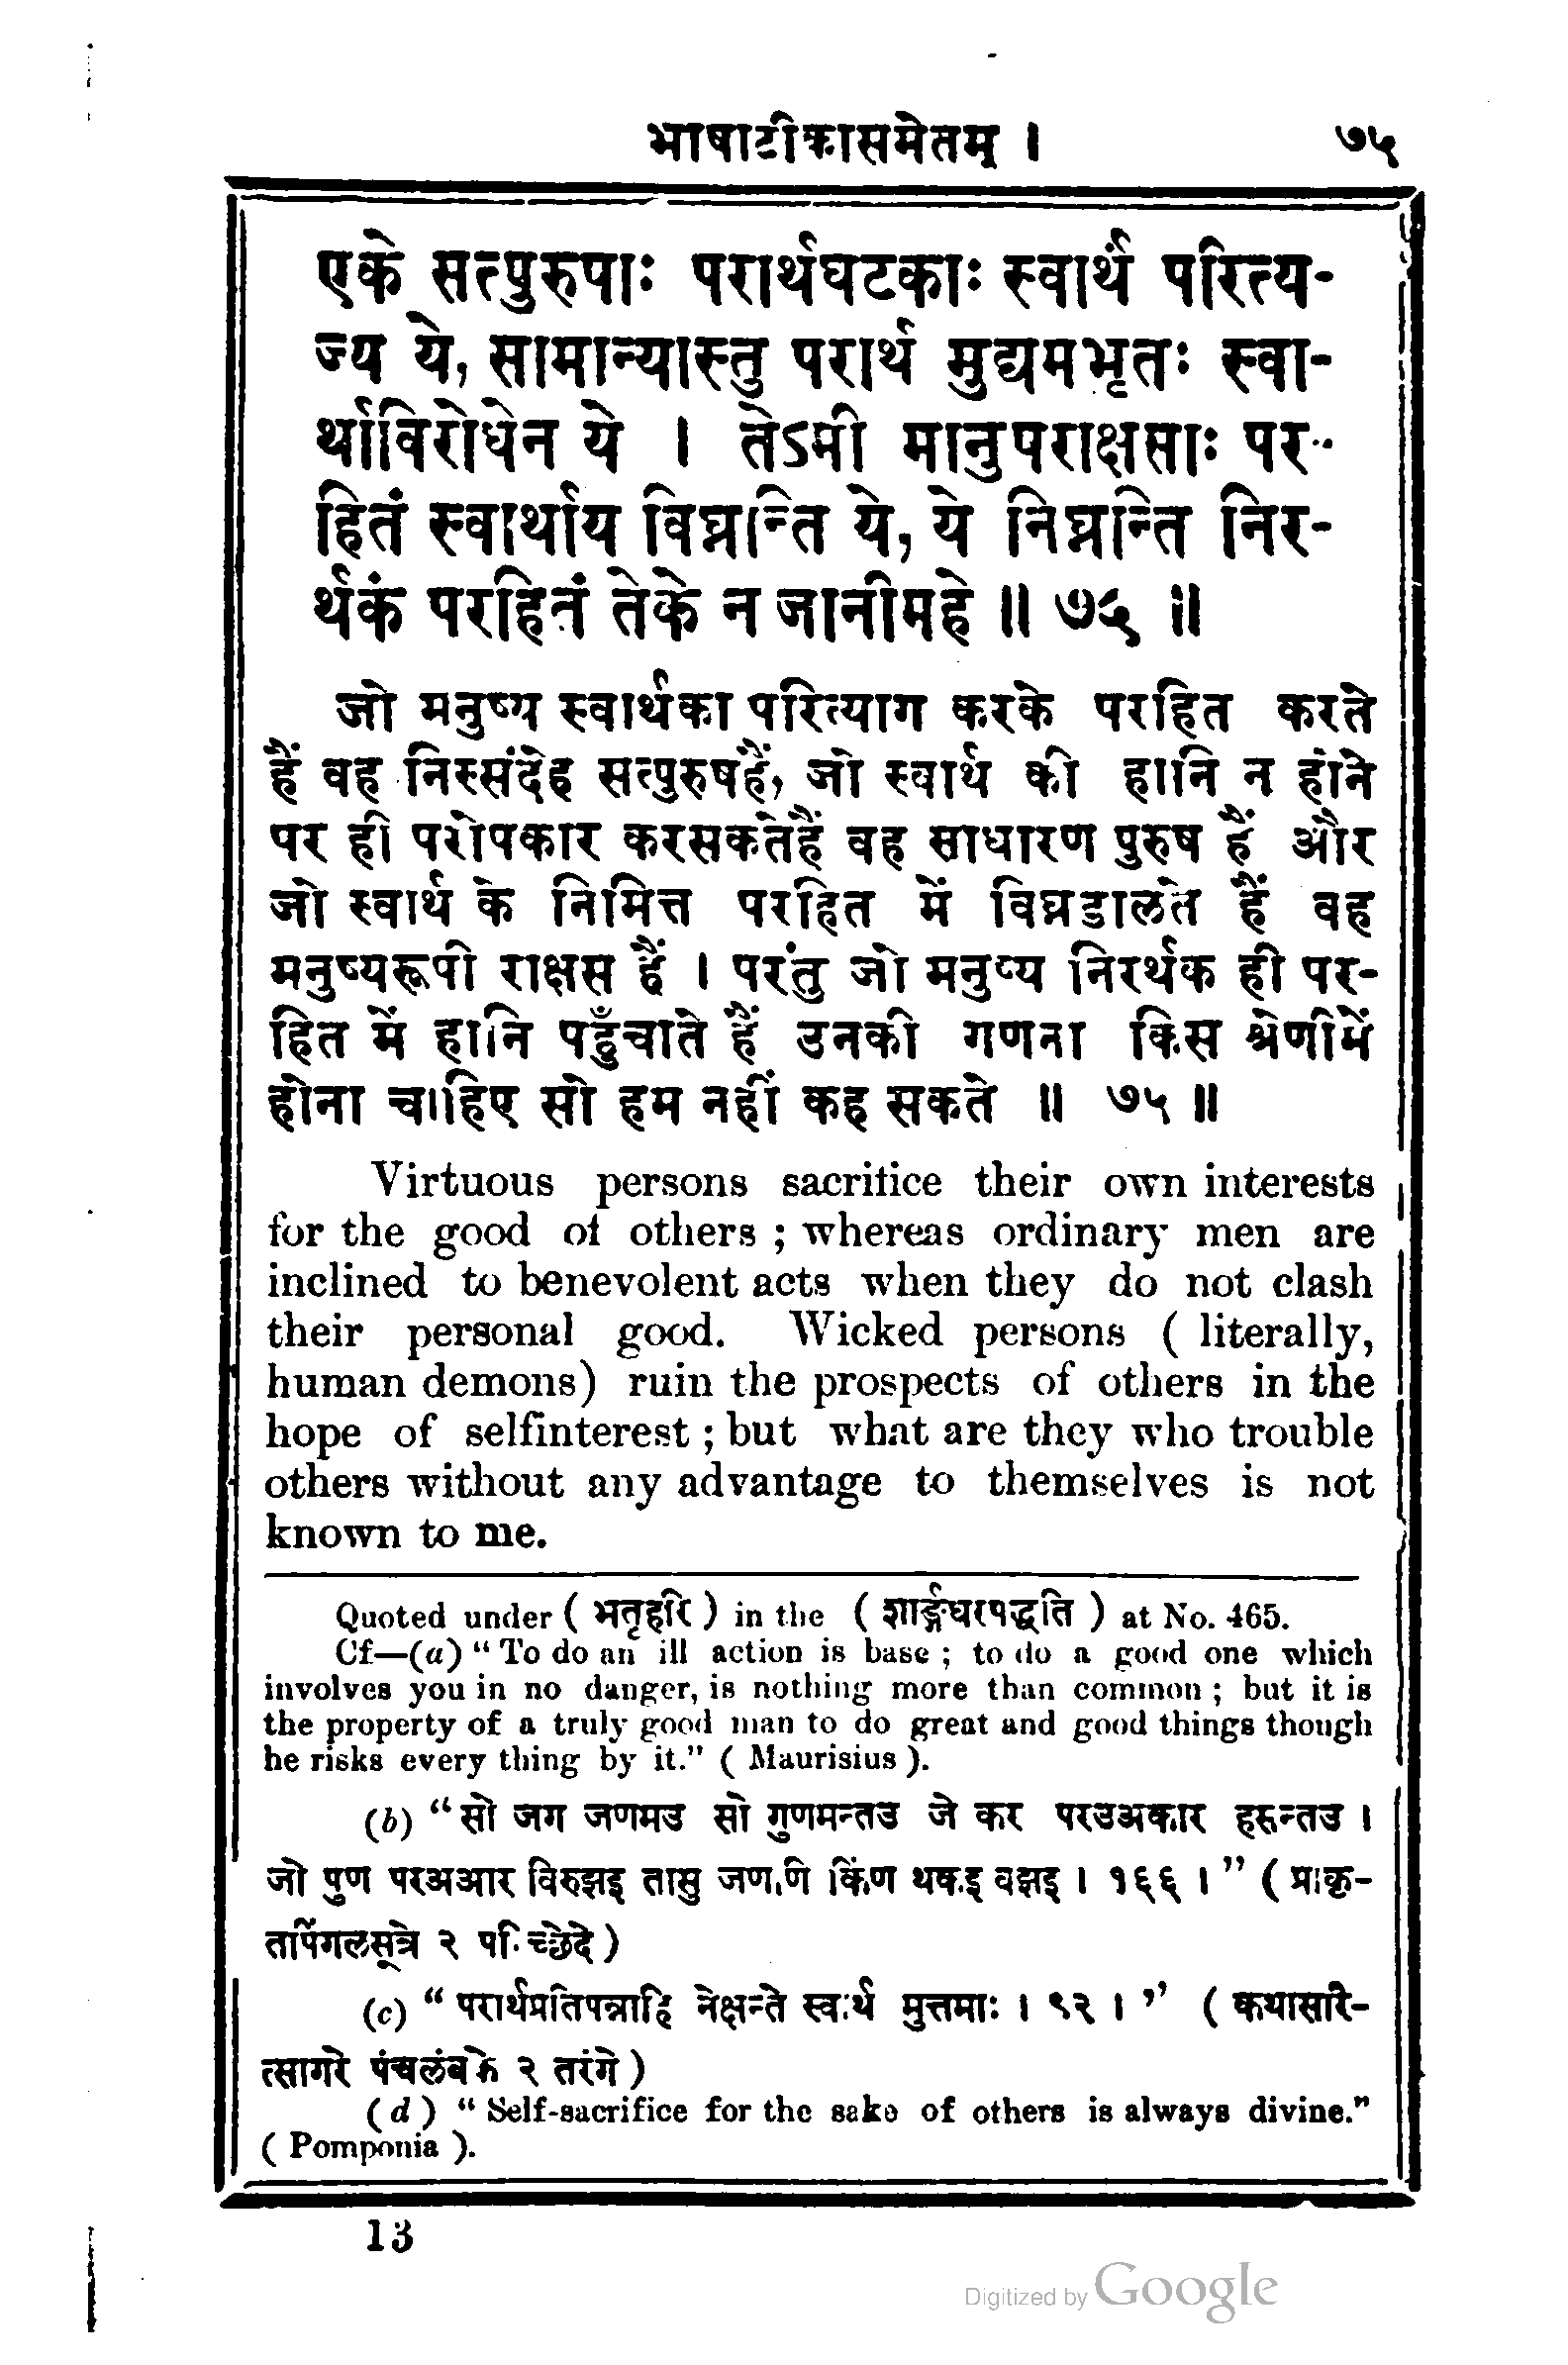 भाषाटीकासमेतम् । ७५
एके सत्पुरुषाः परार्थघटकाः स्वार्थं परित्य-
ज्य ये, सामान्यास्तु परार्थ मुद्यमभृतः स्वा-
र्थाविरोधेन ये । तेऽमी मानुषराक्षसाः पर-
हितं स्वार्थाय विघ्नन्ति ये, ये निघ्नन्ति निर-
र्थकं परहितं तेके न जानीमहे ॥ ७५ ॥
जो मनुष्य स्वार्थका परित्याग करके परहित करते
हैं वह निस्संदेह सत्पुरुषहैं, जो स्वार्थ की हानि न होने
पर ही परोपकार करसकतेहैं वह साधारण पुरुष हैं और
जो स्वार्थ के निमित्त परहित में विघ्नडालते हैं वह
मनुष्यरूपी राक्षस हैं । परंतु जो मनुष्य निरर्थक ही पर-
हित में हानि पहुँचाते हैं उनकी गणना किस श्रेणीमें
होना चाहिए सो हम नहीं कह सकते ॥ ७५ ॥
Virtuous persons sacrifice their own interests
for the good of others ; whereas ordinary men are
inclined to benevolent acts when they do not clash
their personal good. Wicked persons ( literally,
human demons) ruin the prospects of others in the
hope of selfinterest ; but what are they who trouble
others without any advantage to themselves is not
known to me.
Quoted under ( भतृहरि ) in the ( शार्ङ्गधरपद्धति ) at No. 465.
Cf—(a) “ To do an ill action is base ; to do a good one which
involves you in no danger, is nothing more than common ; but it is
the property of a truly good man to do great and good things though
he risks every thing by it.” ( Maurisius ).
(b) “ सो जग जणमउ सो गुणमन्तउ जे कर परउअकार हसन्तउ ।
जो पुण परअआर विरुझइ तासु जणणि किंण थक्कइ वझइ । १६६ । ” ( प्राकृ-
तपिंगलसूत्रे २ परिच्छेदे )
(c) “ परार्थप्रतिपन्नाहि नेक्षन्ते स्वार्थ मुत्तमाः । ९२ । ” ( कथासरि-
त्सागरे पंचलंबके २ तरंगे )
( d ) “ Self-sacrifice for the sake of others is always divine.”
( Pomponia ).
13
Digitized by Google